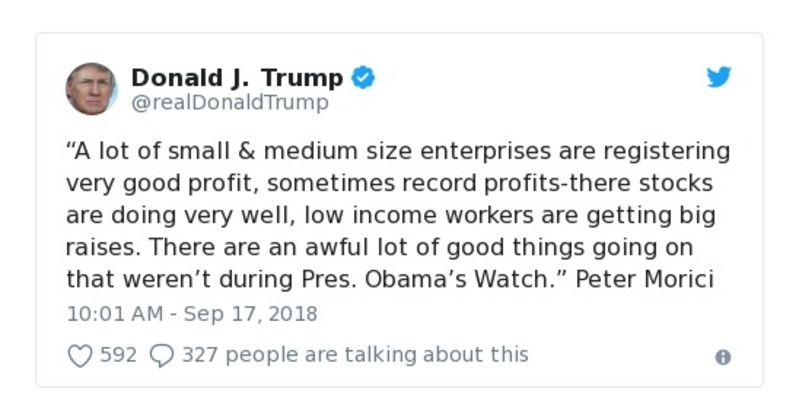 Donald J. Trump
@realDonaldTrump
“A lot of small & medium size enterprises are registering
very good profit, sometimes record profits-there stocks
are doing very well, low income workers are getting big
raises. There are an awful lot of good things going on
that weren’t during Pres. Obama’s Watch.” Peter Morici
10:01 AM - Sep 17, 2018
592 327 people are talking about this